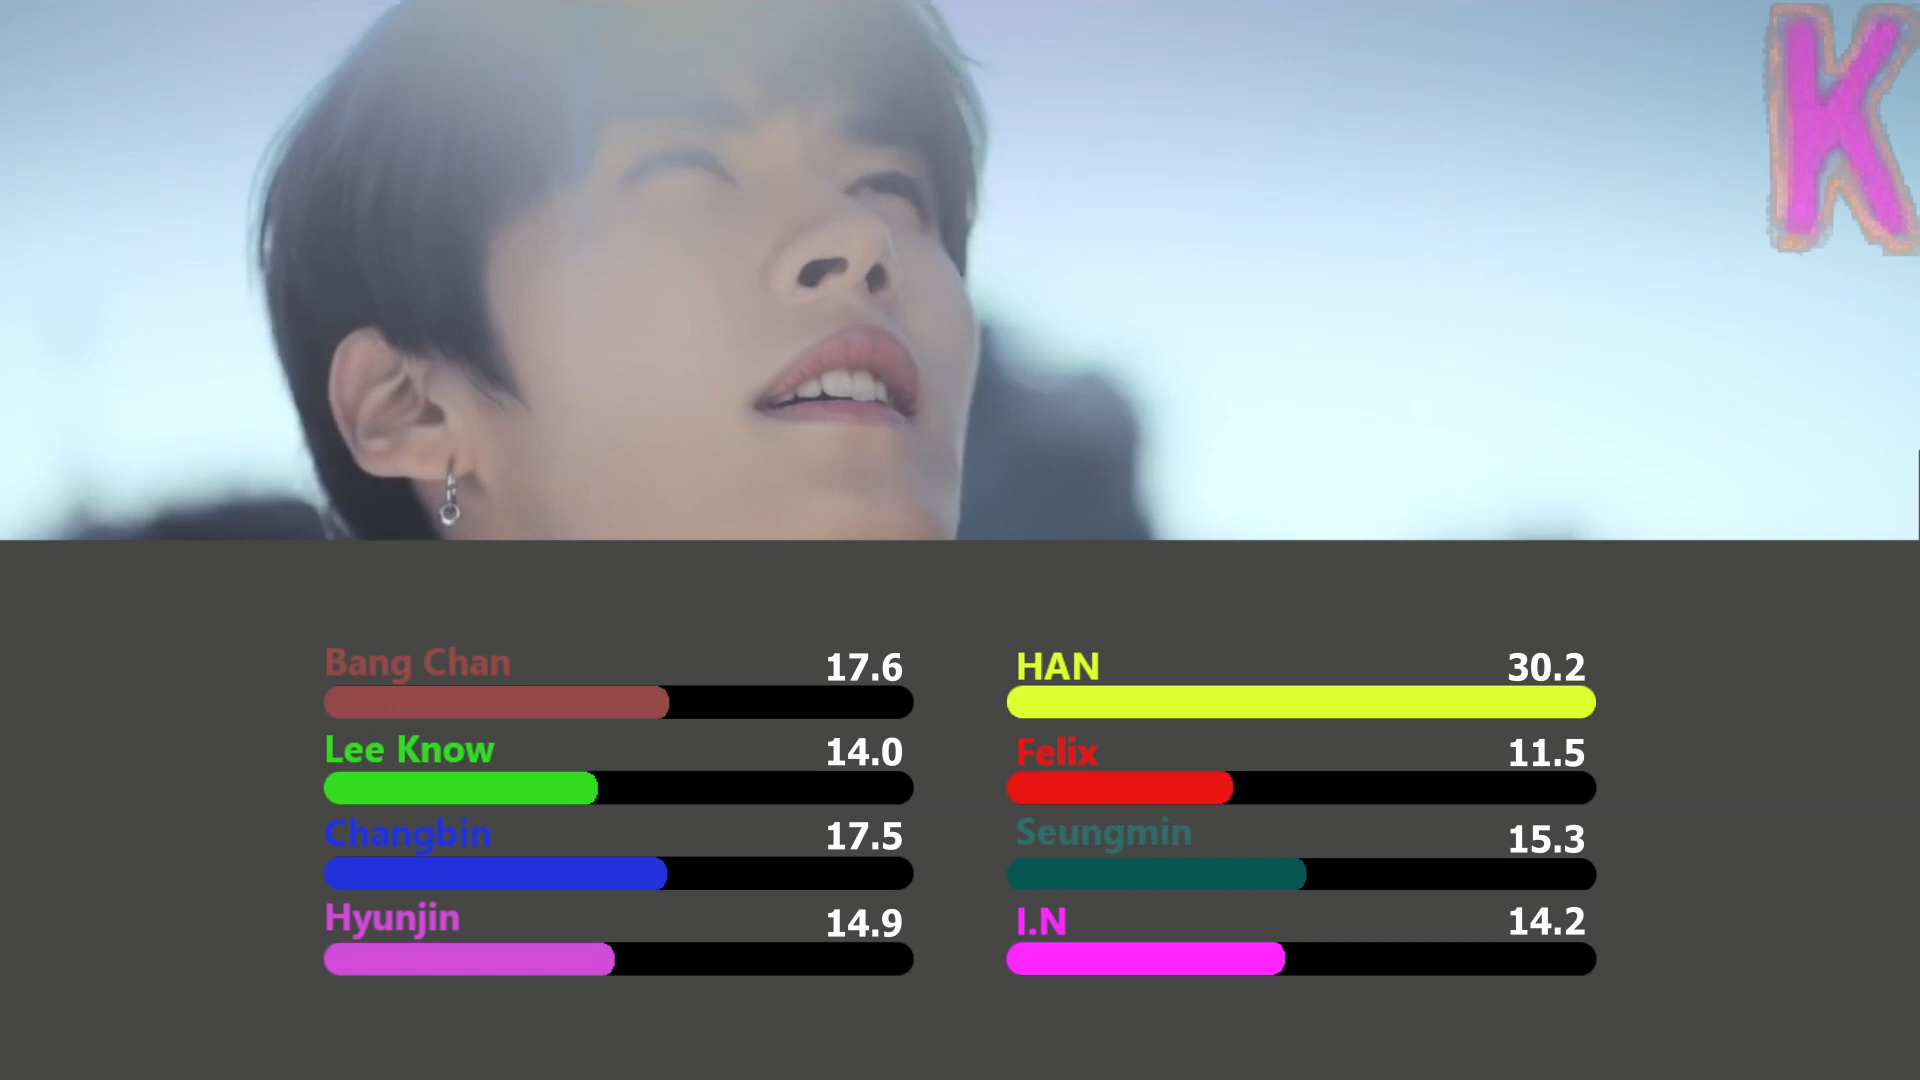 K
Bang Chan 17.6
HAN 30.2
Lee Know 14.0
Felix 11.5
Changbin 17.5
Seungmin 15.3
Hyunjin 14.9
I.N 14.2